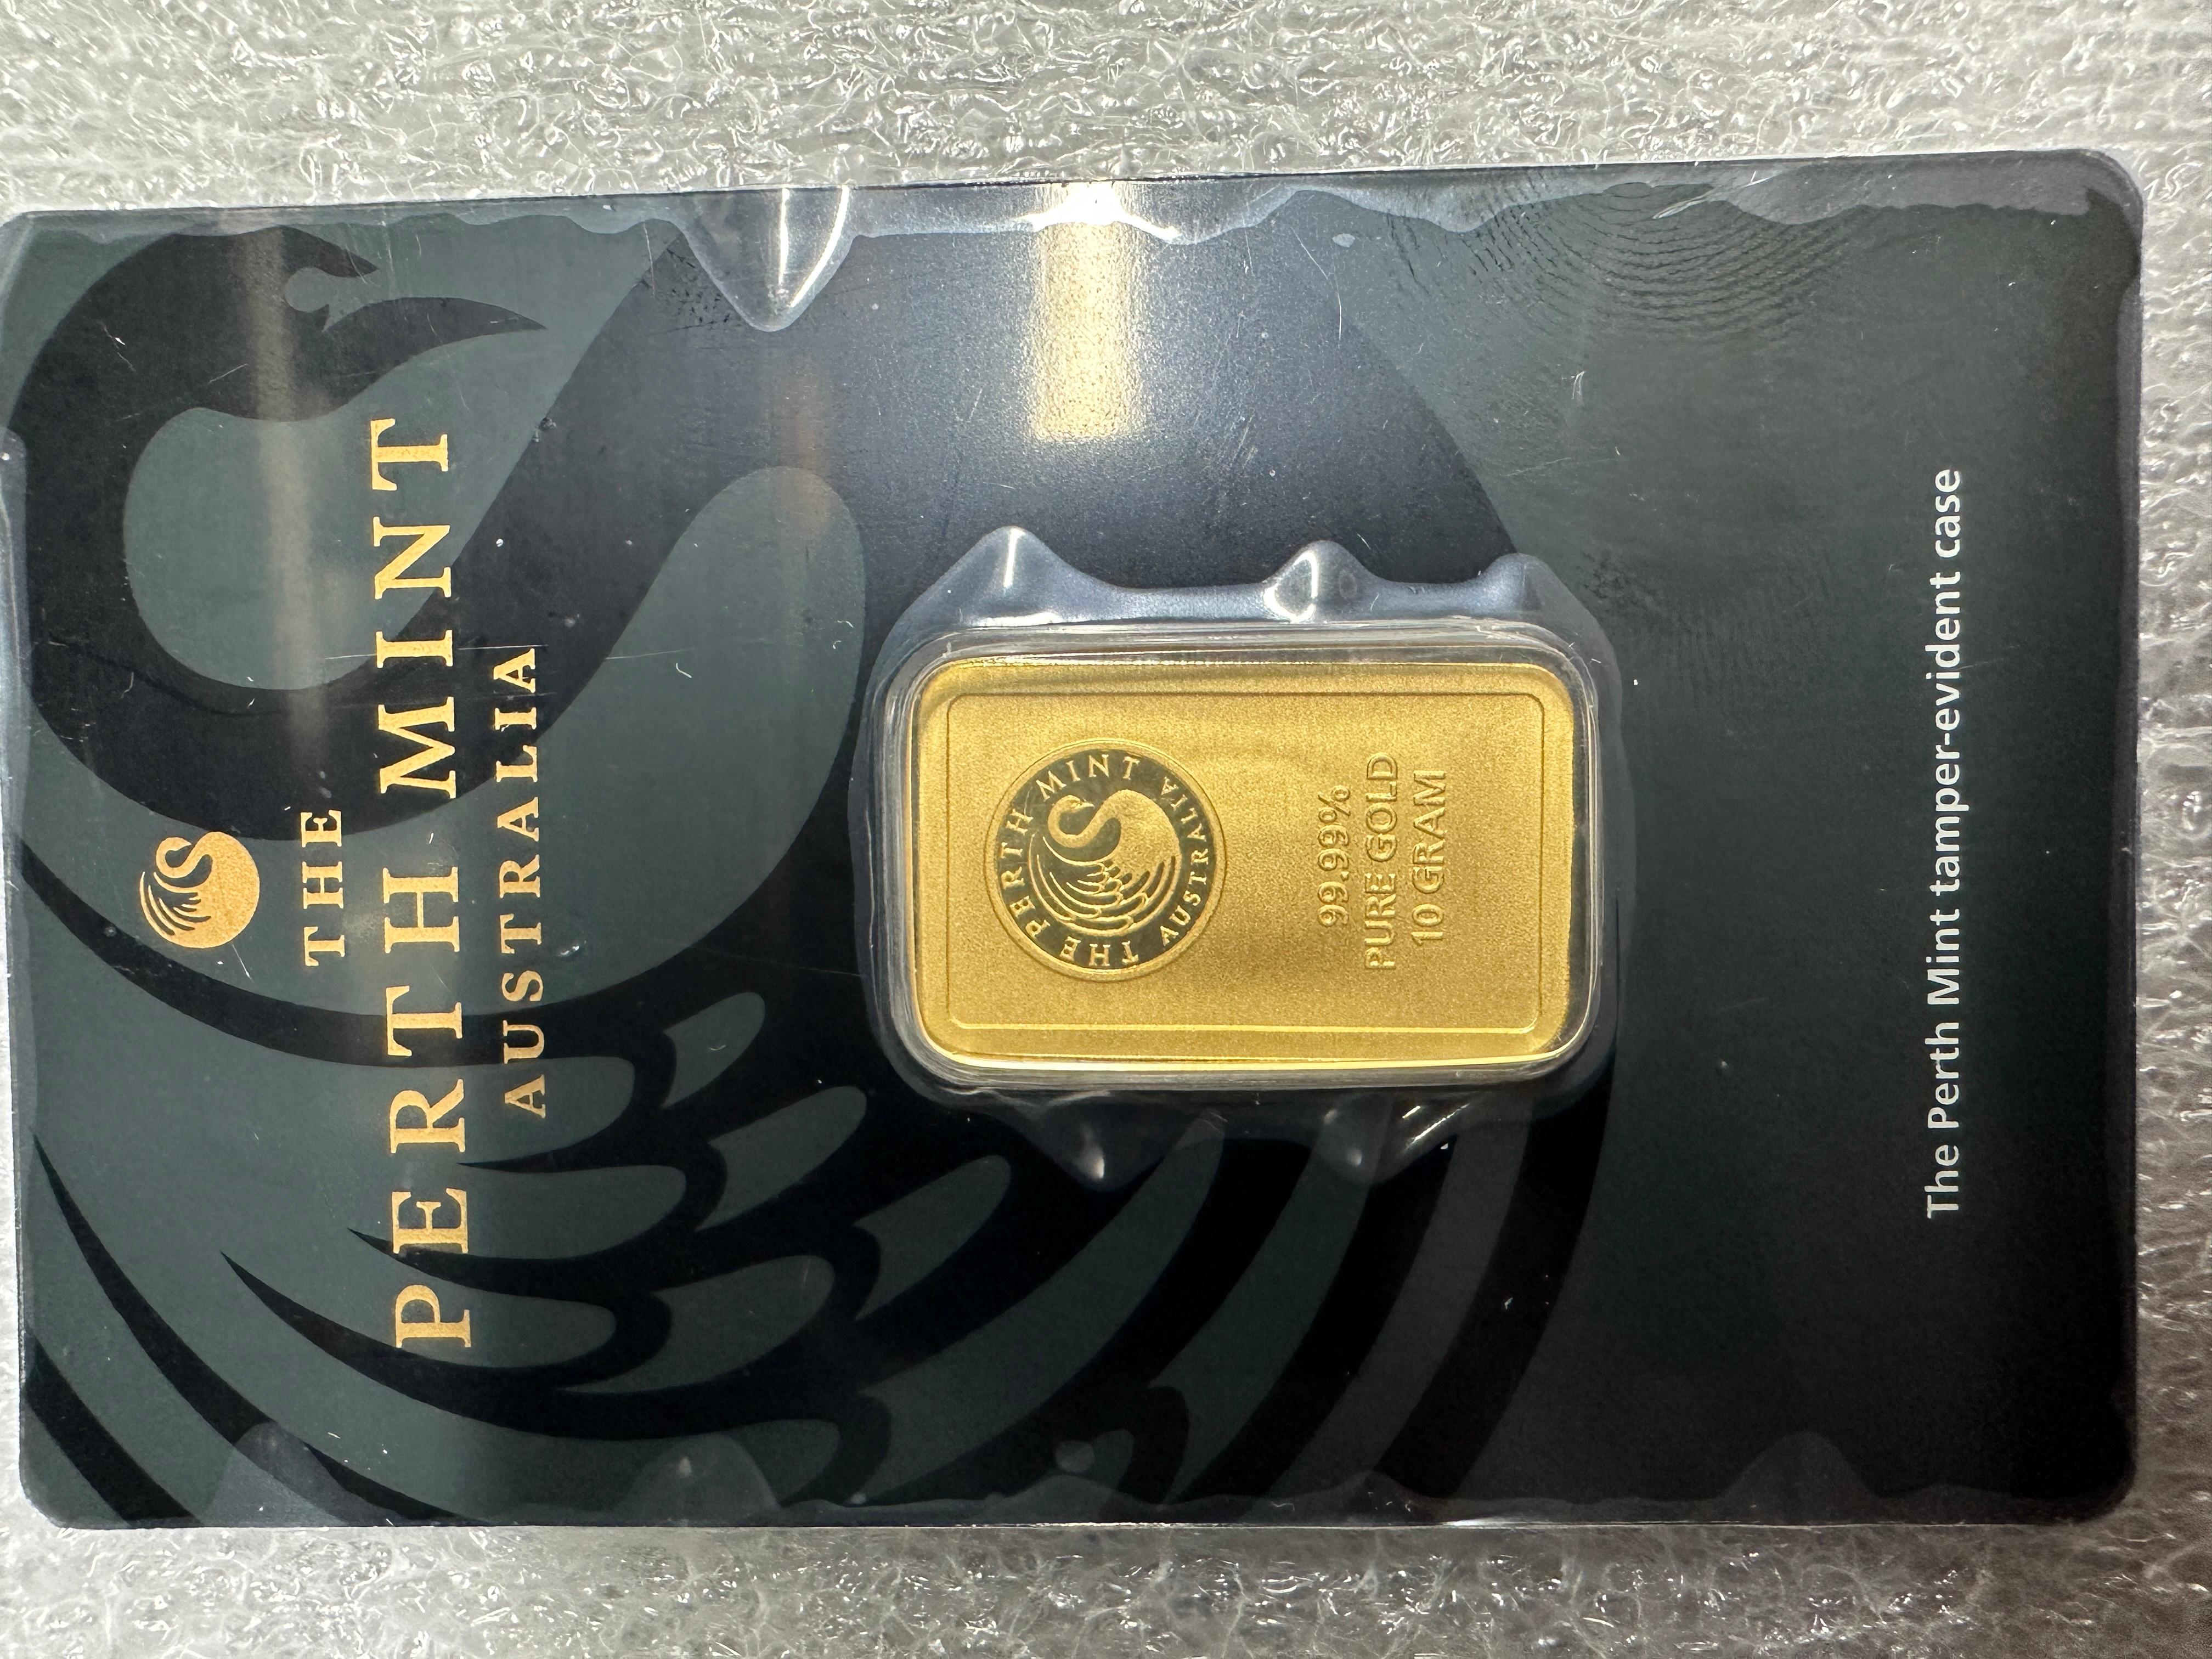 THE
PERTH MINT
AUSTRALIA
THE PERTH MINT
AUSTRALIA
99.99%
PURE GOLD
10 GRAM
The Perth Mint tamper-evident case